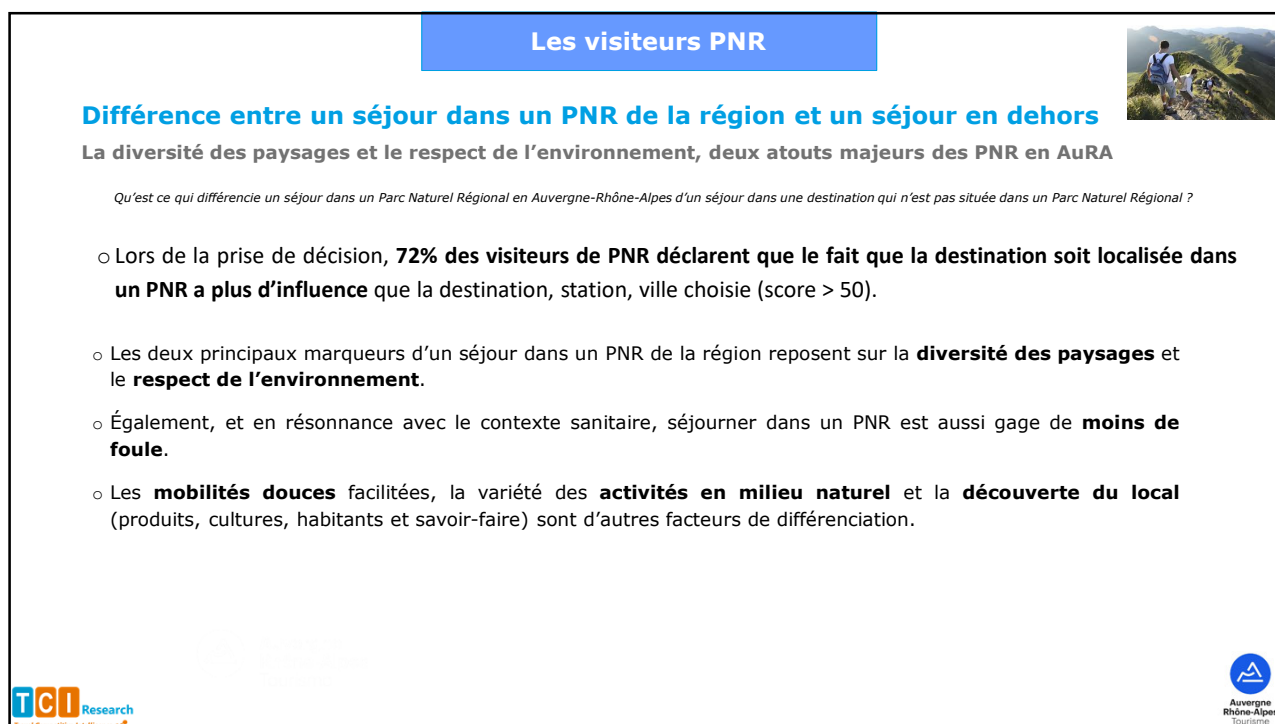 Les visiteurs PNR
Différence entre un séjour dans un PNR de la région et un séjour en dehors
La diversité des paysages et le respect de l'environnement, deux atouts majeurs des PNR en AuRA
Qu'est ce qui différencie un séjour dans un Parc Naturel Régional en Auvergne-Rhône-Alpes d'un séjour dans une destination qui n'est pas située dans un Parc Naturel Régional ?
o Lors de la prise de décision, 72% des visiteurs de PNR déclarent que le fait que la destination soit localisée dans
un PNR a plus d'influence que la destination, station, ville choisie (score > 50).
o Les deux principaux marqueurs d'un séjour dans un PNR de la région reposent sur la diversité des paysages et
le respect de l'environnement.
o Également, et en résonnance avec le contexte sanitaire, séjourner dans un PNR est aussi gage de moins de
foule.
o Les mobilités douces facilitées, la variété des activités en milieu naturel et la découverte du local
(produits, cultures, habitants et savoir-faire) sont d'autres facteurs de différenciation.
TCI Research
Auvergne
Rhône-Alpes
Tourisme